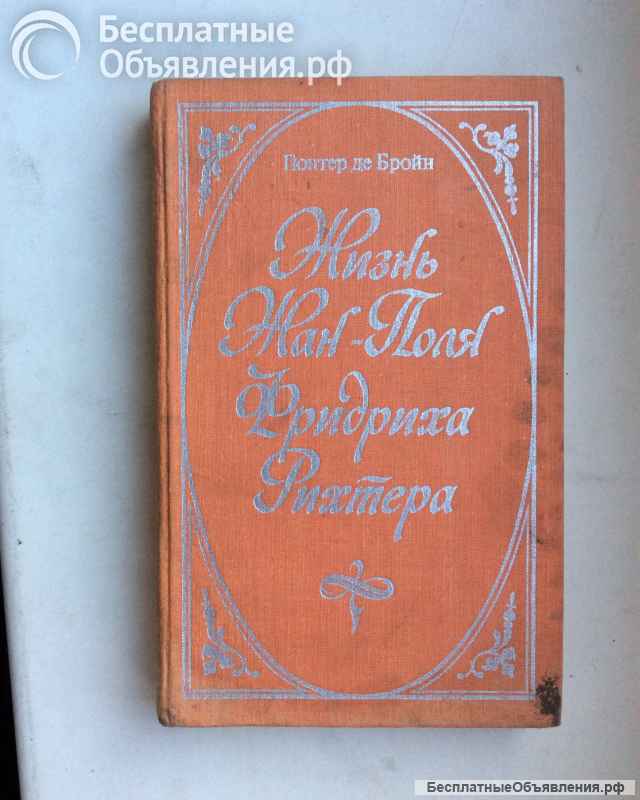 Бесплатные
Объявления.рф
Гюнтер де Бройн
Жизнь
Жан-Поля
Фридриха
Рихтера
БесплатныеОбъявления.рф